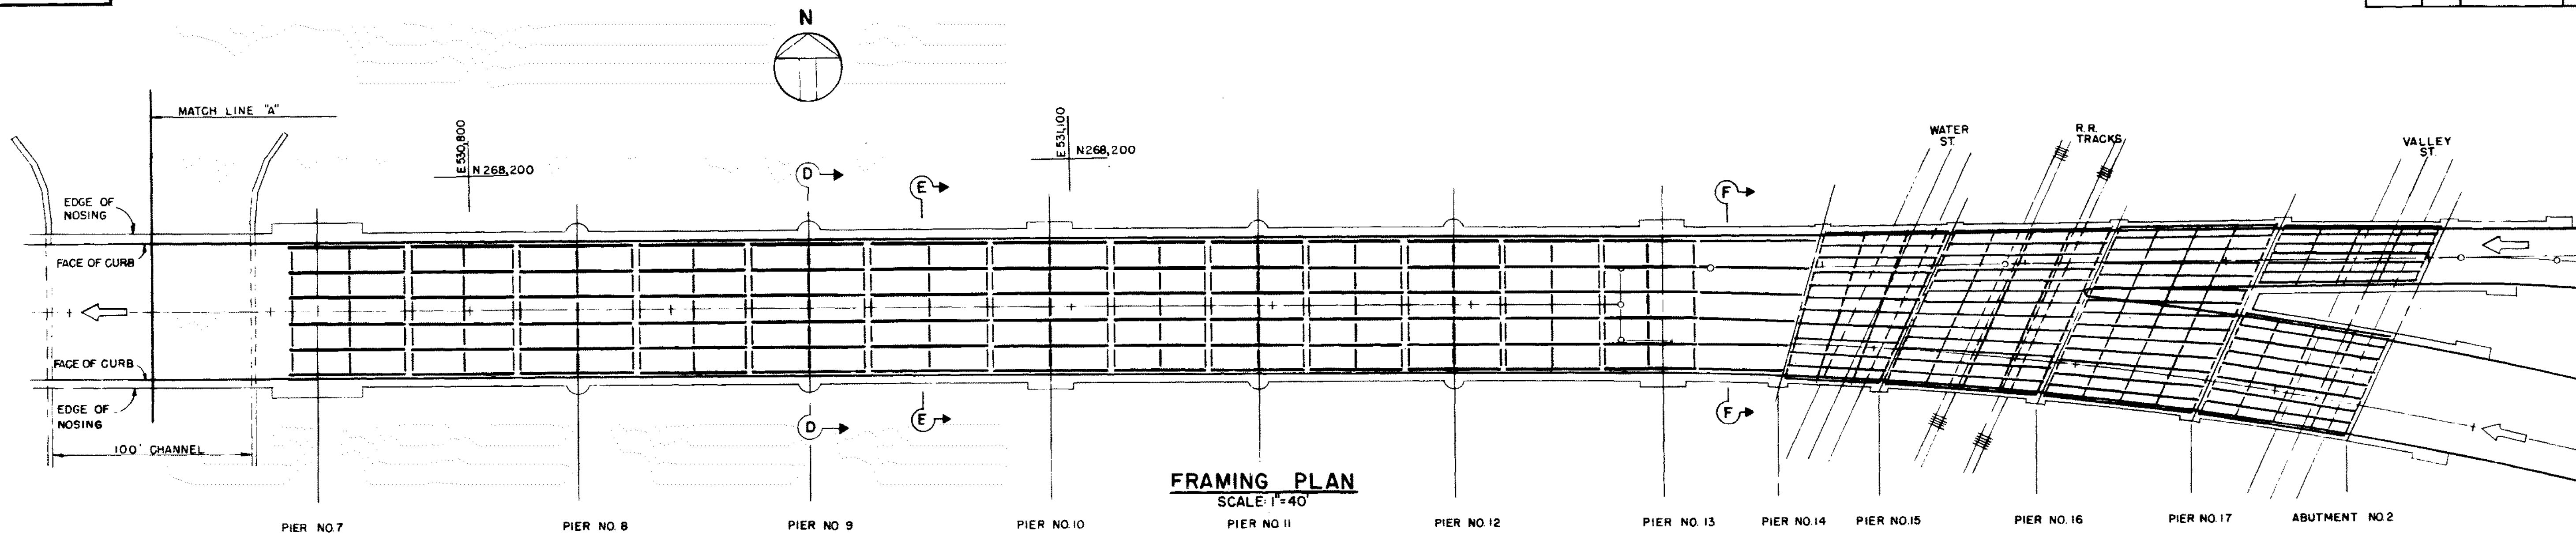 N
MATCH LINE "A"
E 530,800
N 268,200
E 531,100
N 268,200
WATER
ST.
R.R.
TRACKS
VALLEY
ST.
D
E
F
EDGE OF
NOSING
FACE OF CURB
FACE OF CURB
EDGE OF
NOSING
100' CHANNEL
D
E
F
FRAMING PLAN
SCALE: 1"=40'
PIER NO. 7
PIER NO. 8
PIER NO 9
PIER NO. 10
PIER NO. 11
PIER NO. 12
PIER NO. 13
PIER NO. 14
PIER NO. 15
PIER NO. 16
PIER NO. 17
ABUTMENT NO. 2